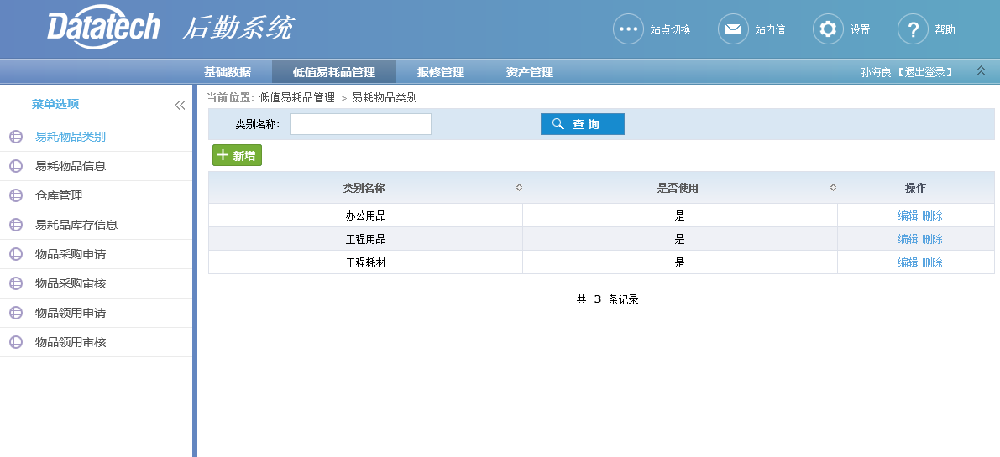 Datatech 后勤系统 站点切换 站内信 设置 帮助
基础数据 低值易耗品管理 报修管理 资产管理 孙海良 【退出登录】
菜单选项
易耗物品类别
易耗物品信息
仓库管理
易耗品库存信息
物品采购申请
物品采购审核
物品领用申请
物品领用审核
当前位置: 低值易耗品管理 > 易耗物品类别
类别名称: 查 询
新增
类别名称 是否使用 操作
办公用品 是 编辑 删除
工程用品 是 编辑 删除
工程耗材 是 编辑 删除
共 3 条记录